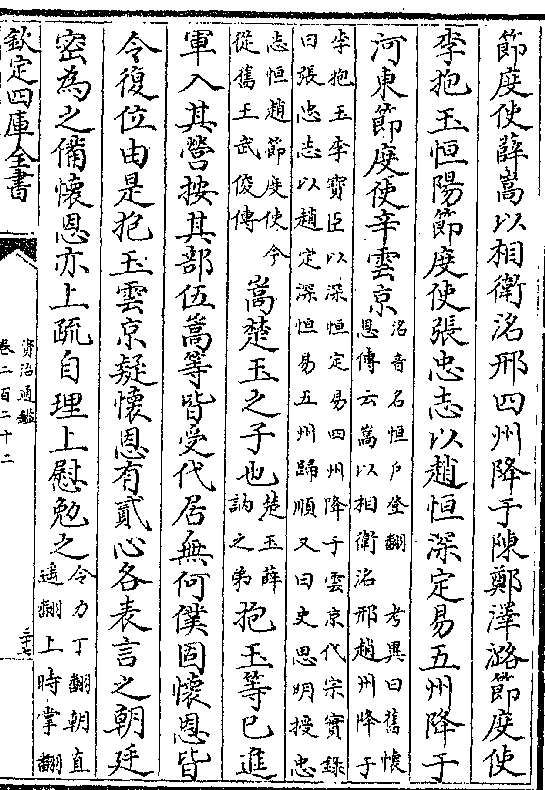 節度使薛嵩以相衛洺邢四州降于陳鄭澤潞節度使
李抱玉恒陽節度使張忠志以趙恒深定易五州降于
河東節度使辛雲京洺音名恒戶登翻　考異曰舊懷
恩傳云嵩以相衛洺邢趙州降于
李抱玉李寶臣以深恒定易四州降于雲京代宗實錄
曰張忠志以趙定深恒易五州歸順又曰史思明授忠
志恒趙節度使今
從舊王武俊傳嵩楚玉之子也楚玉薛
訥之弟抱玉等已進
軍入其營按其部伍嵩等皆受代居無何僕固懷恩皆
令復位由是抱玉雲京疑懷恩有貳心各表言之朝廷
密為之備懷恩亦上疏自理上慰勉之令力丁翻朝直
遥翻上時掌翻
欽定四庫全書
資治通鑑
卷二百二十二